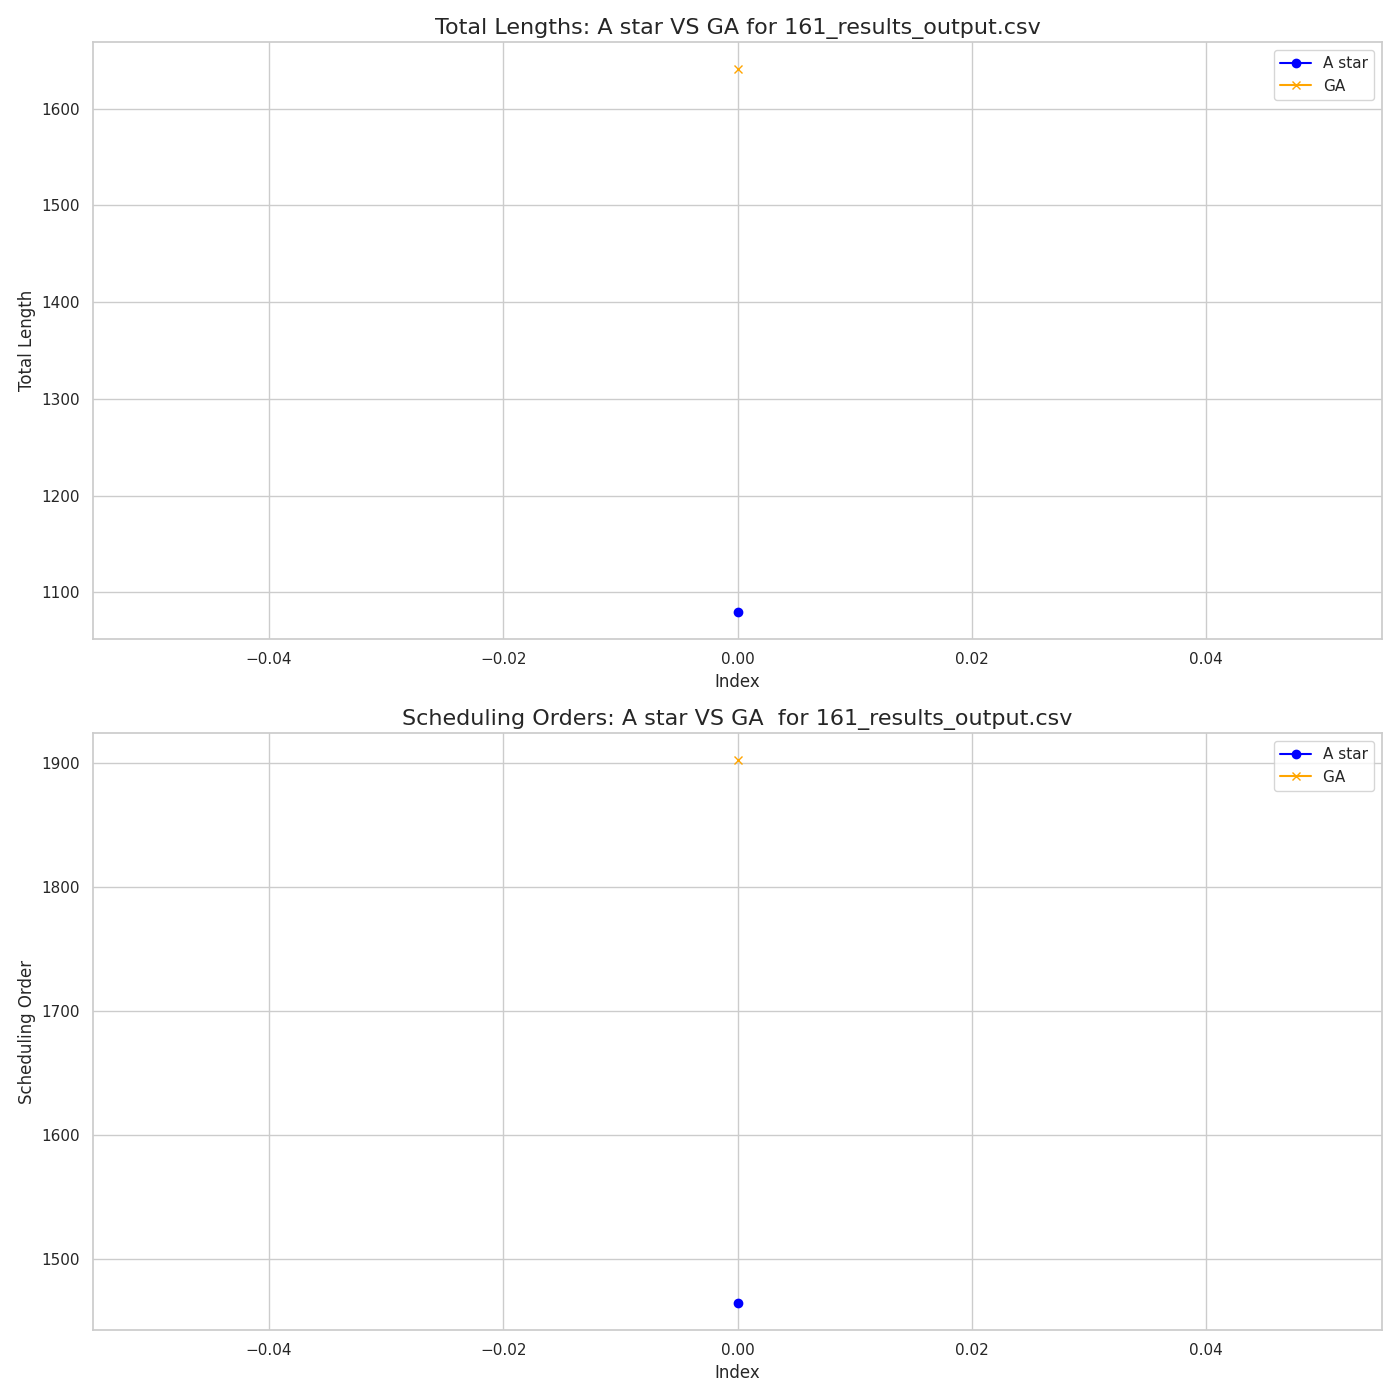 Total Lengths: A star VS GA for 161_results_output.csv
A star
GA
1600
1500
1400
1300
1200
1100
Total Length
−0.04 −0.02 0.00 0.02 0.04
Index
Scheduling Orders: A star VS GA  for 161_results_output.csv
A star
GA
1900
1800
1700
1600
1500
Scheduling Order
−0.04 −0.02 0.00 0.02 0.04
Index